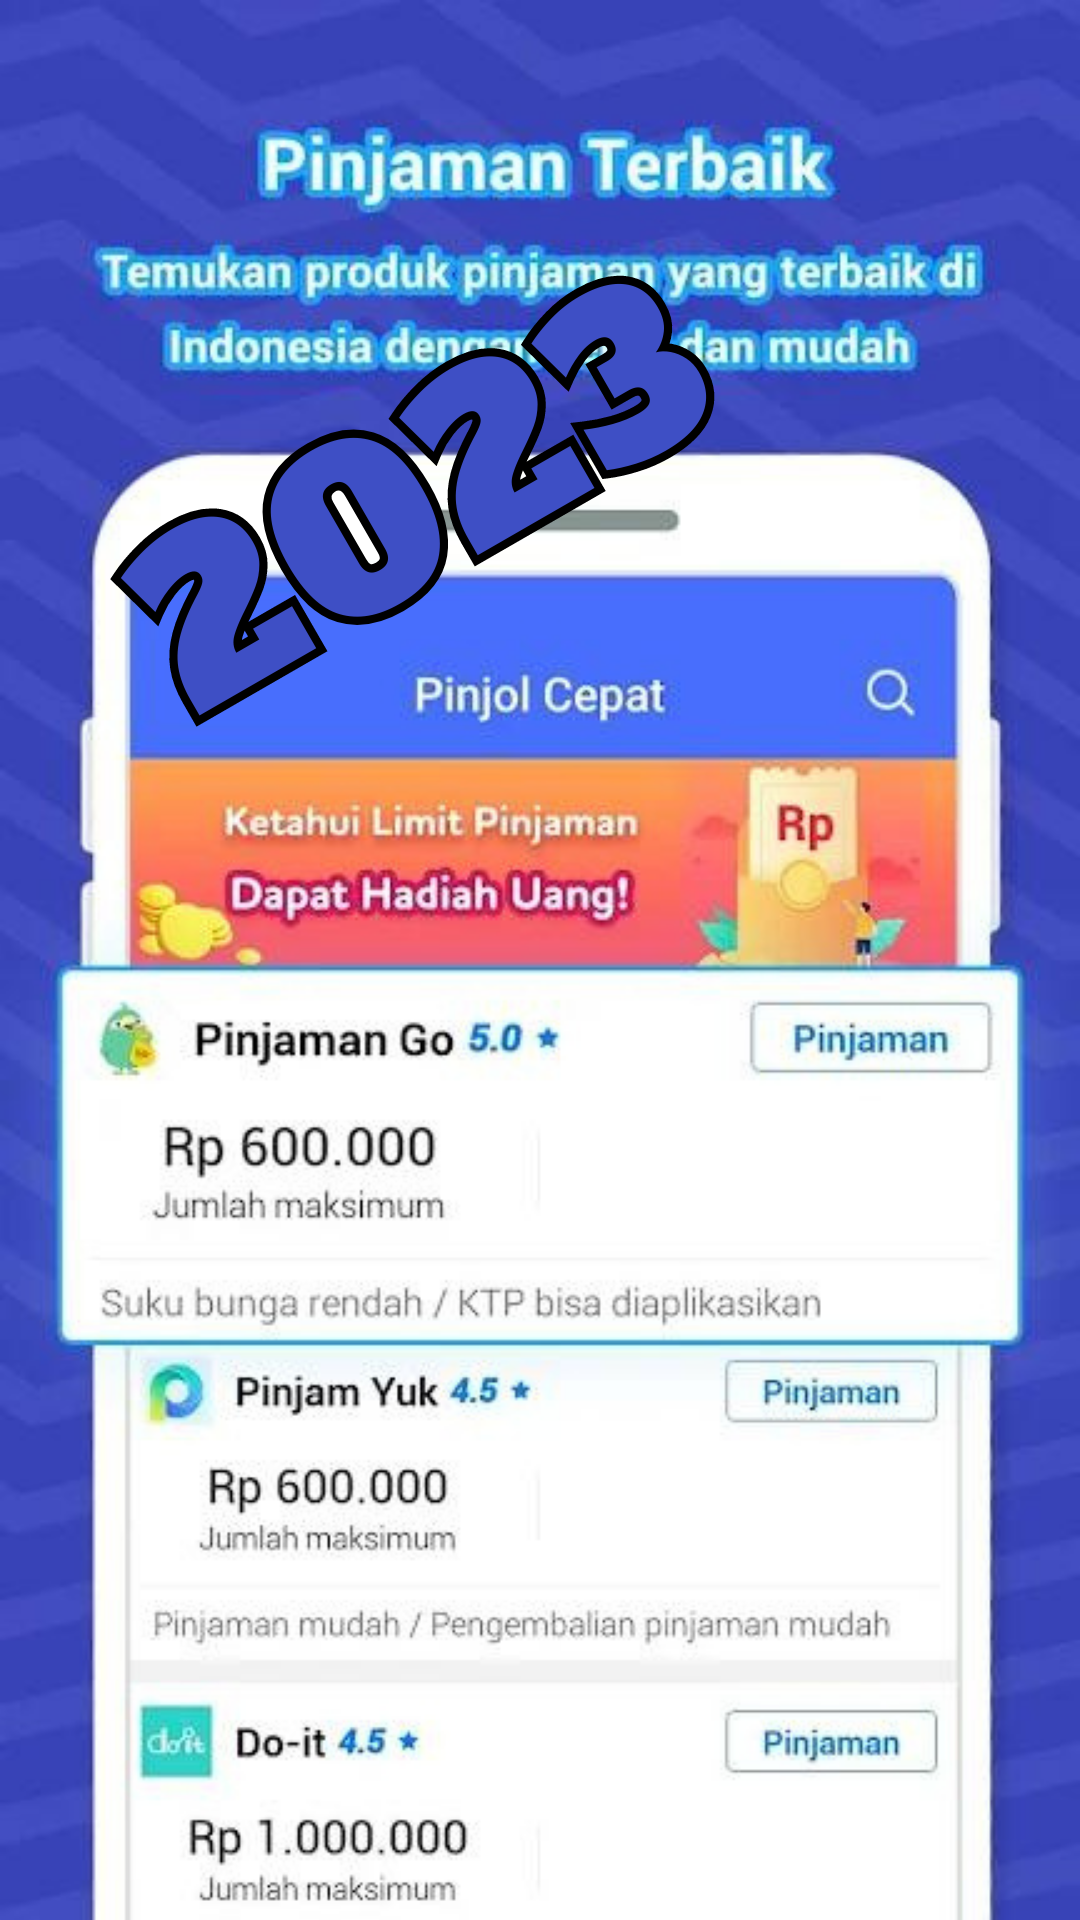 Pinjaman Terbaik
Temukan produk pinjaman yang terbaik di
Indonesia dengan dan mudah
2023
Pinjol Cepat
Ketahui Limit Pinjaman
Dapat Hadiah Uang!
Rp
Pinjaman Go 5.0 ★
Pinjaman
Rp 600.000
Jumlah maksimum
Suku bunga rendah / KTP bisa diaplikasikan
Pinjam Yuk 4.5 ★
Pinjaman
Rp 600.000
Jumlah maksimum
Pinjaman mudah / Pengembalian pinjaman mudah
doit
Do-it 4.5 ★
Pinjaman
Rp 1.000.000
Jumlah maksimum